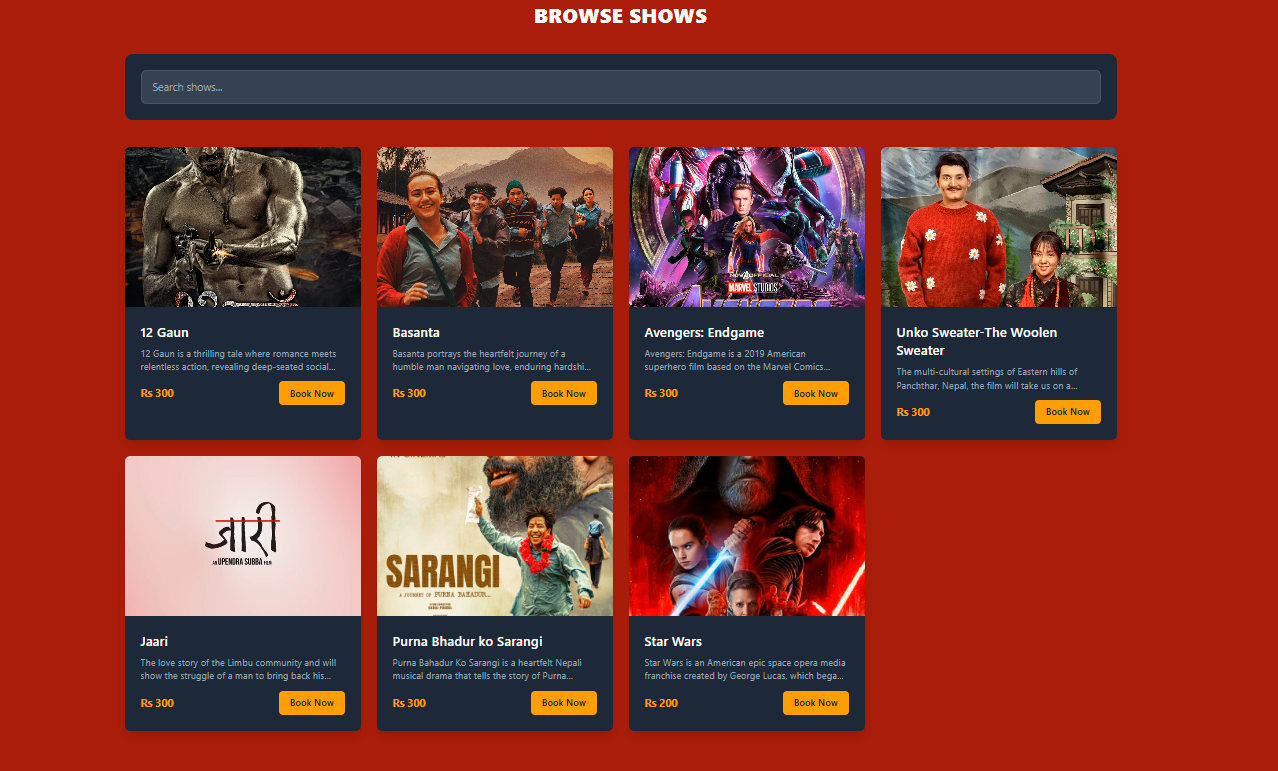 BROWSE SHOWS
Search shows...
NOW OFFICIAL
MARVEL STUDIOS
AVENGERS
12 Gaun
12 Gaun is a thrilling tale where romance meets
relentless action, revealing deep-seated social...
Rs 300
Book Now
Basanta
Basanta portrays the heartfelt journey of a
humble man navigating love, enduring hardshi...
Rs 300
Book Now
Avengers: Endgame
Avengers: Endgame is a 2019 American
superhero film based on the Marvel Comics...
Rs 300
Book Now
Unko Sweater-The Woolen
Sweater
The multi-cultural settings of Eastern hills of
Panchthar, Nepal, the film will take us on a...
Rs 300
Book Now
जारी
AN UPENDRA SUBBA FILM
SARANGI
A JOURNEY OF PURNA BAHADUR...
Jaari
The love story of the Limbu community and will
show the struggle of a man to bring back his...
Rs 300
Book Now
Purna Bhadur ko Sarangi
Purna Bahadur Ko Sarangi is a heartfelt Nepali
musical drama that tells the story of Purna...
Rs 300
Book Now
Star Wars
Star Wars is an American epic space opera media
franchise created by George Lucas, which bega...
Rs 200
Book Now